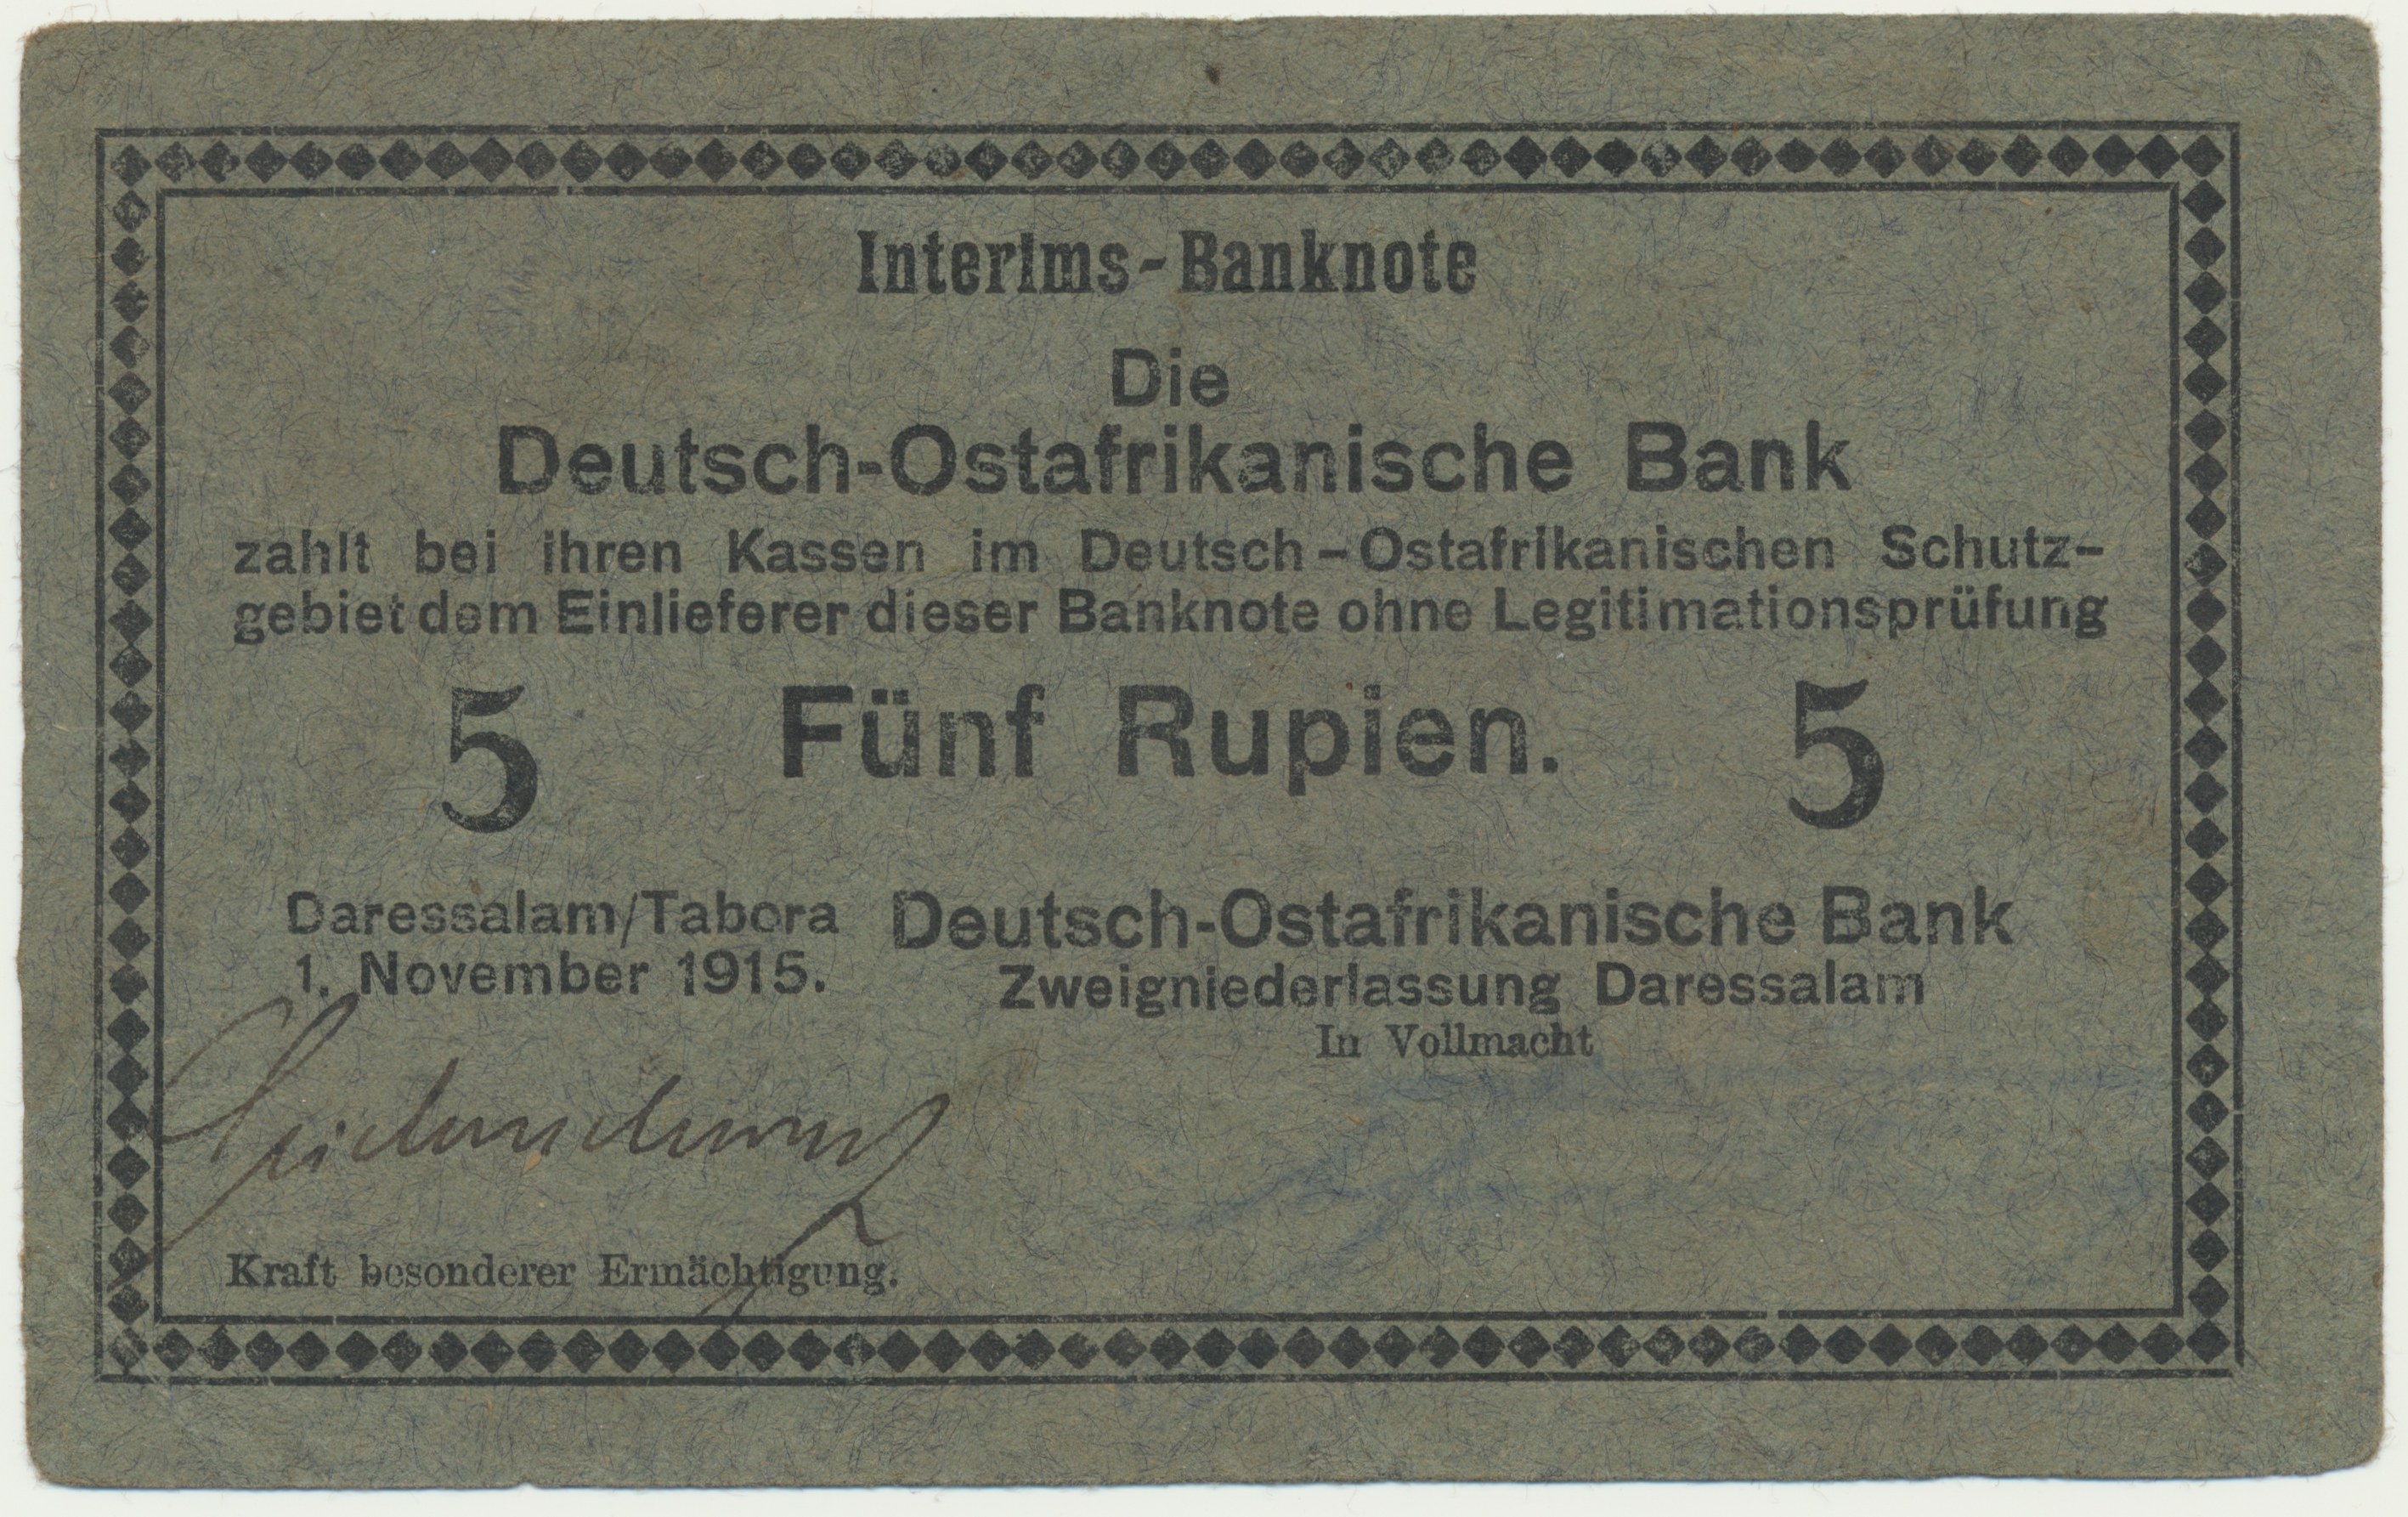 Interims-Banknote
Die
Deutsch-Ostafrikanische Bank
zahlt bei ihren Kassen im Deutsch-Ostafrikanischen Schutz-
gebiet dem Einlieferer dieser Banknote ohne Legitimationsprüfung
5 Fünf Rupien. 5
Daressalam/Tabora Deutsch-Ostafrikanische Bank
1. November 1915. Zweigniederlassung Daressalam
In Vollmacht
Kraft besonderer Ermächtigung.